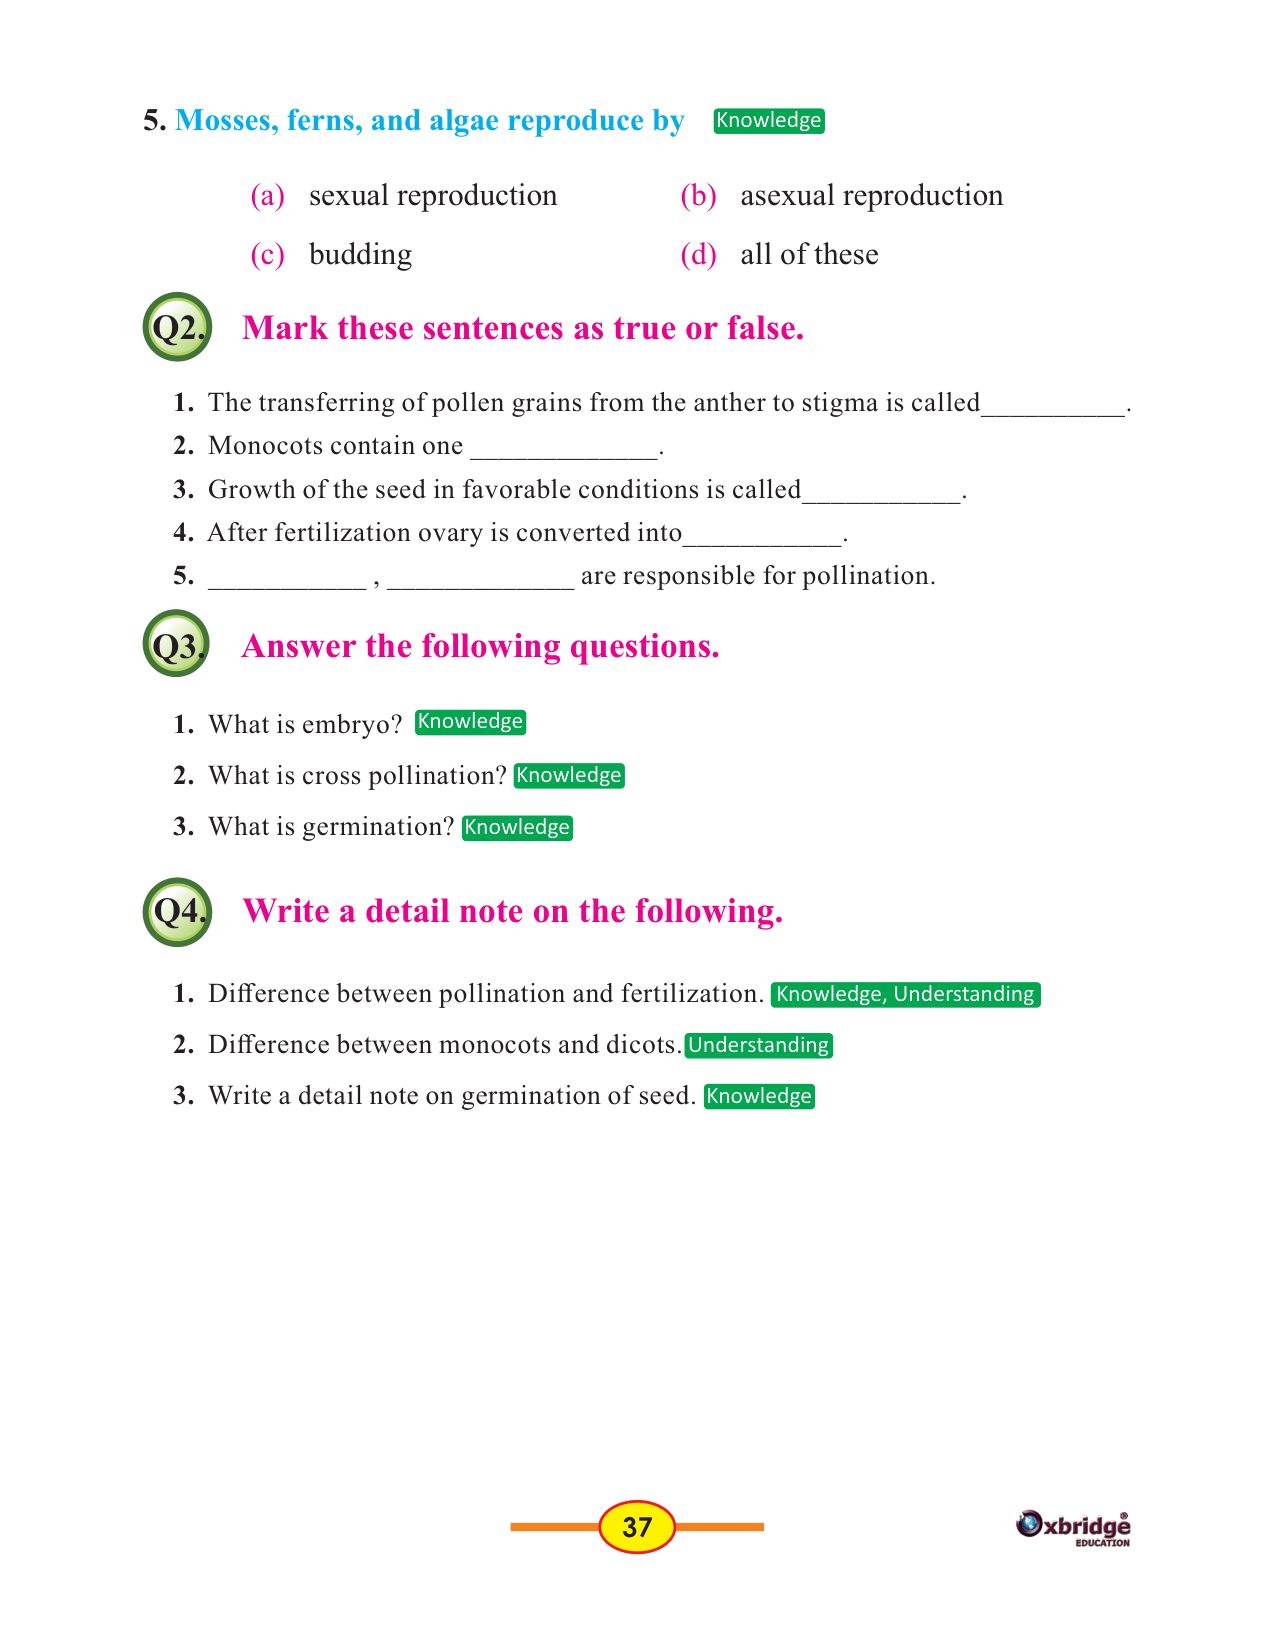 5. Mosses, ferns, and algae reproduce by Knowledge
(a) sexual reproduction (b) asexual reproduction
(c) budding (d) all of these
Q2. Mark these sentences as true or false.
1. The transferring of pollen grains from the anther to stigma is called__________.
2. Monocots contain one _____________.
3. Growth of the seed in favorable conditions is called___________.
4. After fertilization ovary is converted into___________.
5. ___________ , _____________ are responsible for pollination.
Q3. Answer the following questions.
1. What is embryo? Knowledge
2. What is cross pollination? Knowledge
3. What is germination? Knowledge
Q4. Write a detail note on the following.
1. Difference between pollination and fertilization. Knowledge, Understanding
2. Difference between monocots and dicots. Understanding
3. Write a detail note on germination of seed. Knowledge
37
Oxbridge®
EDUCATION